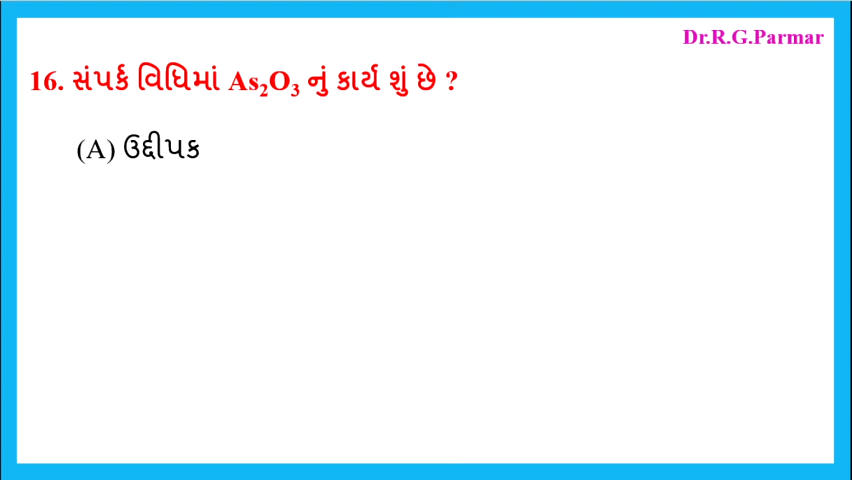 Dr.R.G.Parmar
16. સંપર્ક વિધિમાં As₂O₃ નું કાર્ય શું છે ?
(A) ઉદ્દીપક